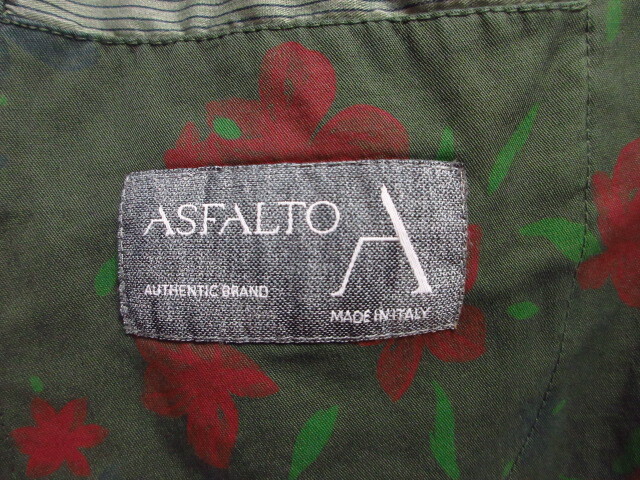 ASFALTO
A
AUTHENTIC BRAND
MADE IN ITALY